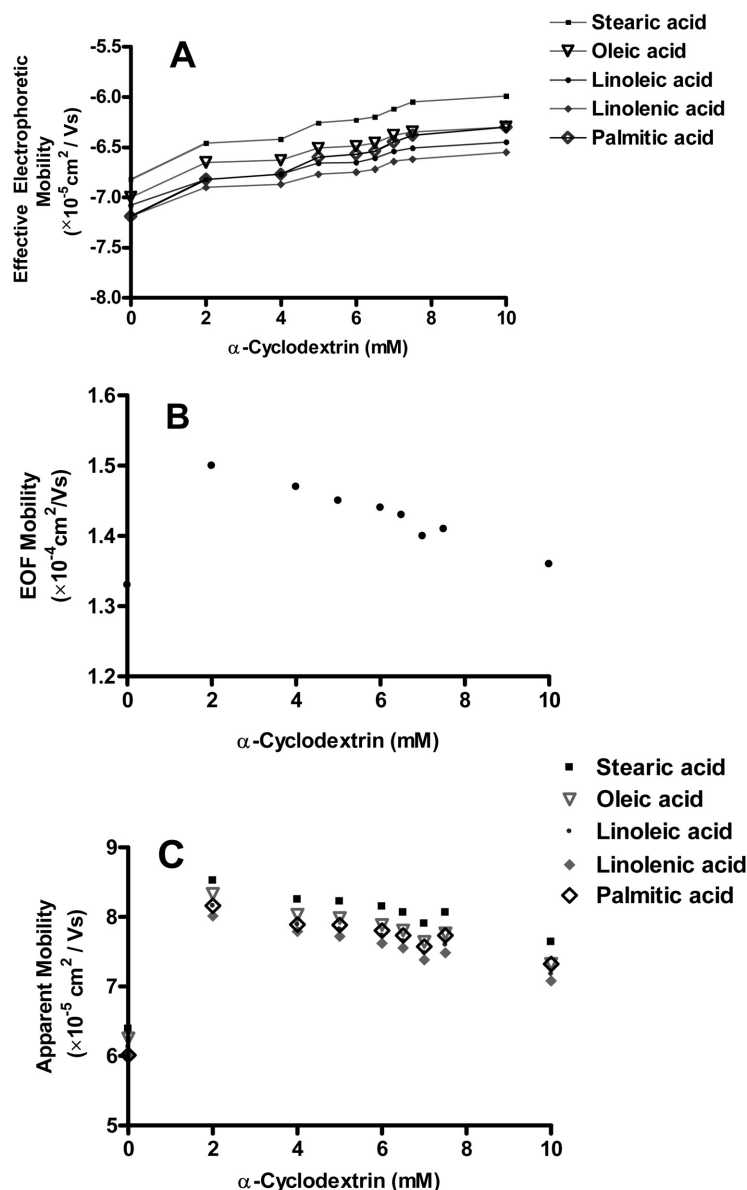 A
Stearic acid
Oleic acid
Linoleic acid
Linolenic acid
Palmitic acid
Effective Electrophoretic
Mobility
(×10⁻⁵cm² / Vs)
-5.5
-6.0
-6.5
-7.0
-7.5
-8.0
0 2 4 6 8 10
α-Cyclodextrin (mM)
B
EOF Mobility
(×10⁻⁴cm²/Vs)
1.6
1.5
1.4
1.3
1.2
0 2 4 6 8 10
α-Cyclodextrin (mM)
Stearic acid
Oleic acid
Linoleic acid
Linolenic acid
Palmitic acid
C
Apparent Mobility
(×10⁻⁵ cm² / Vs)
9
8
7
6
5
0 2 4 6 8 10
α-Cyclodextrin (mM)